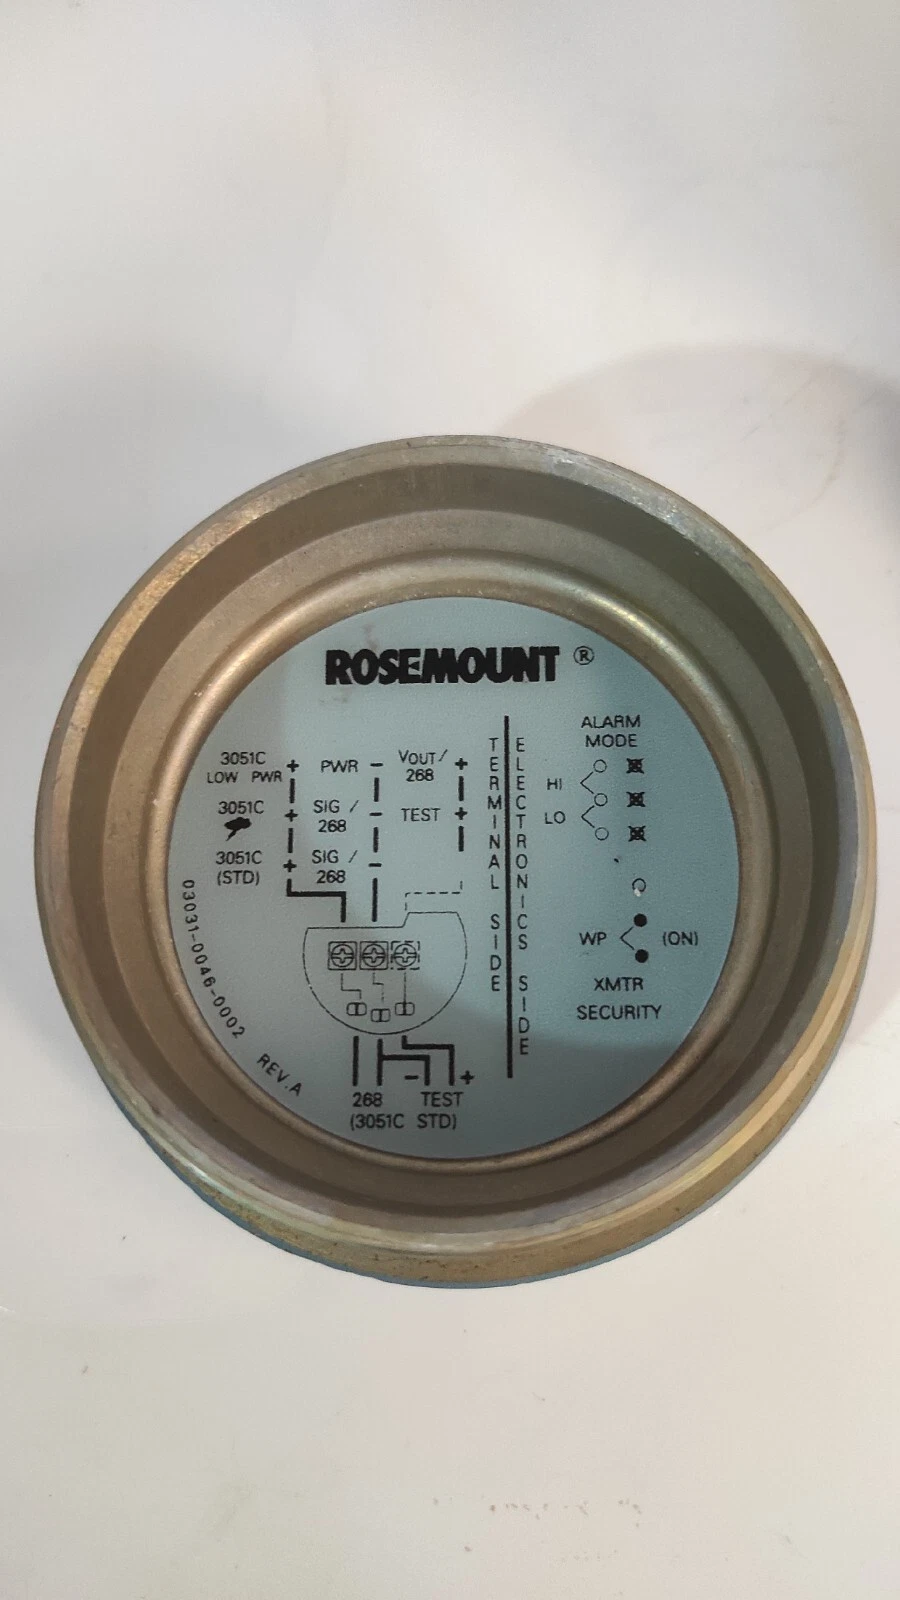 ROSEMOUNT ®
3051C
LOW PWR + PWR – VOUT/
268 +
3051C + SIG /
268 – TEST +
3051C
(STD) + SIG /
268 –
03031-0046-0002 REV.A
– +
268 TEST
(3051C STD)
TERMINAL SIDE
ELECTRONICS SIDE
ALARM
MODE
HI
LO
WP (ON)
XMTR
SECURITY